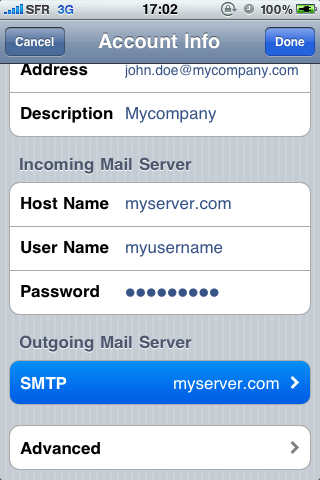 SFR 3G 17:02 100%
Cancel Account Info Done
Address john.doe@mycompany.com
Description Mycompany
Incoming Mail Server
Host Name myserver.com
User Name myusername
Password ●●●●●●●●●
Outgoing Mail Server
SMTP myserver.com
Advanced